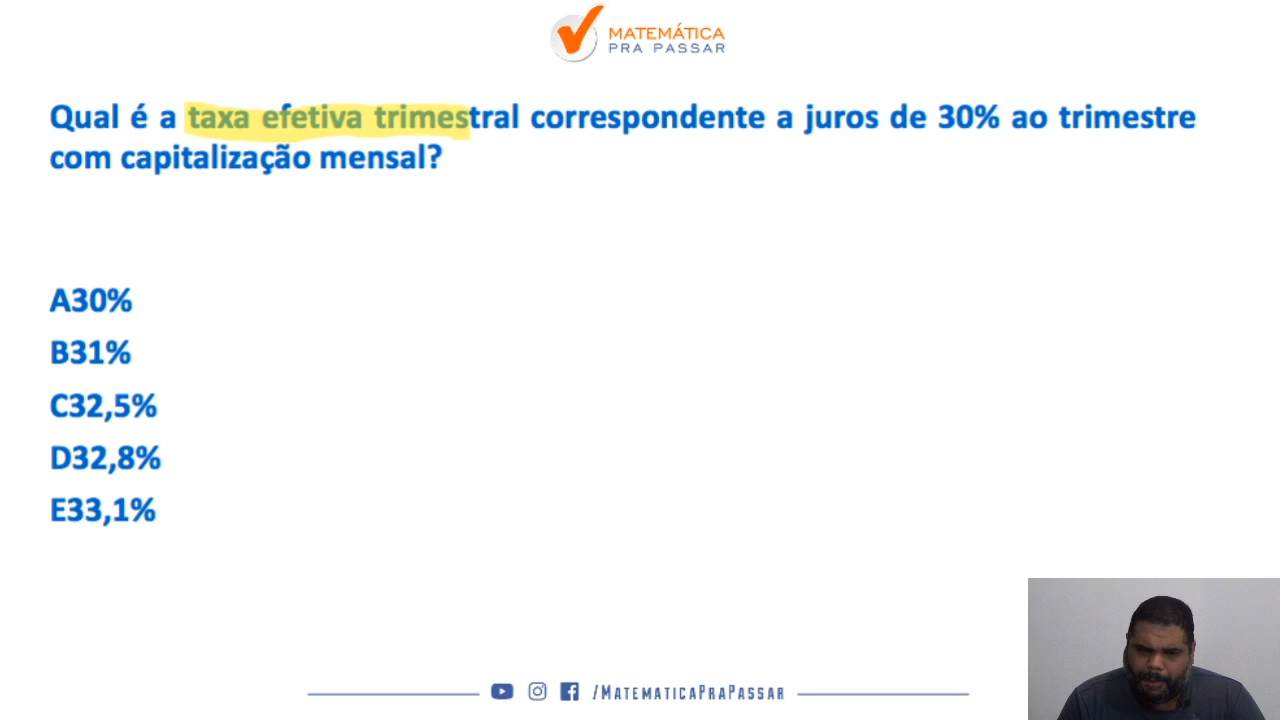 MATEMÁTICA
PRA PASSAR
Qual é a taxa efetiva trimestral correspondente a juros de 30% ao trimestre
com capitalização mensal?
A30%
B31%
C32,5%
D32,8%
E33,1%
/MATEMATICAPRAPASSAR